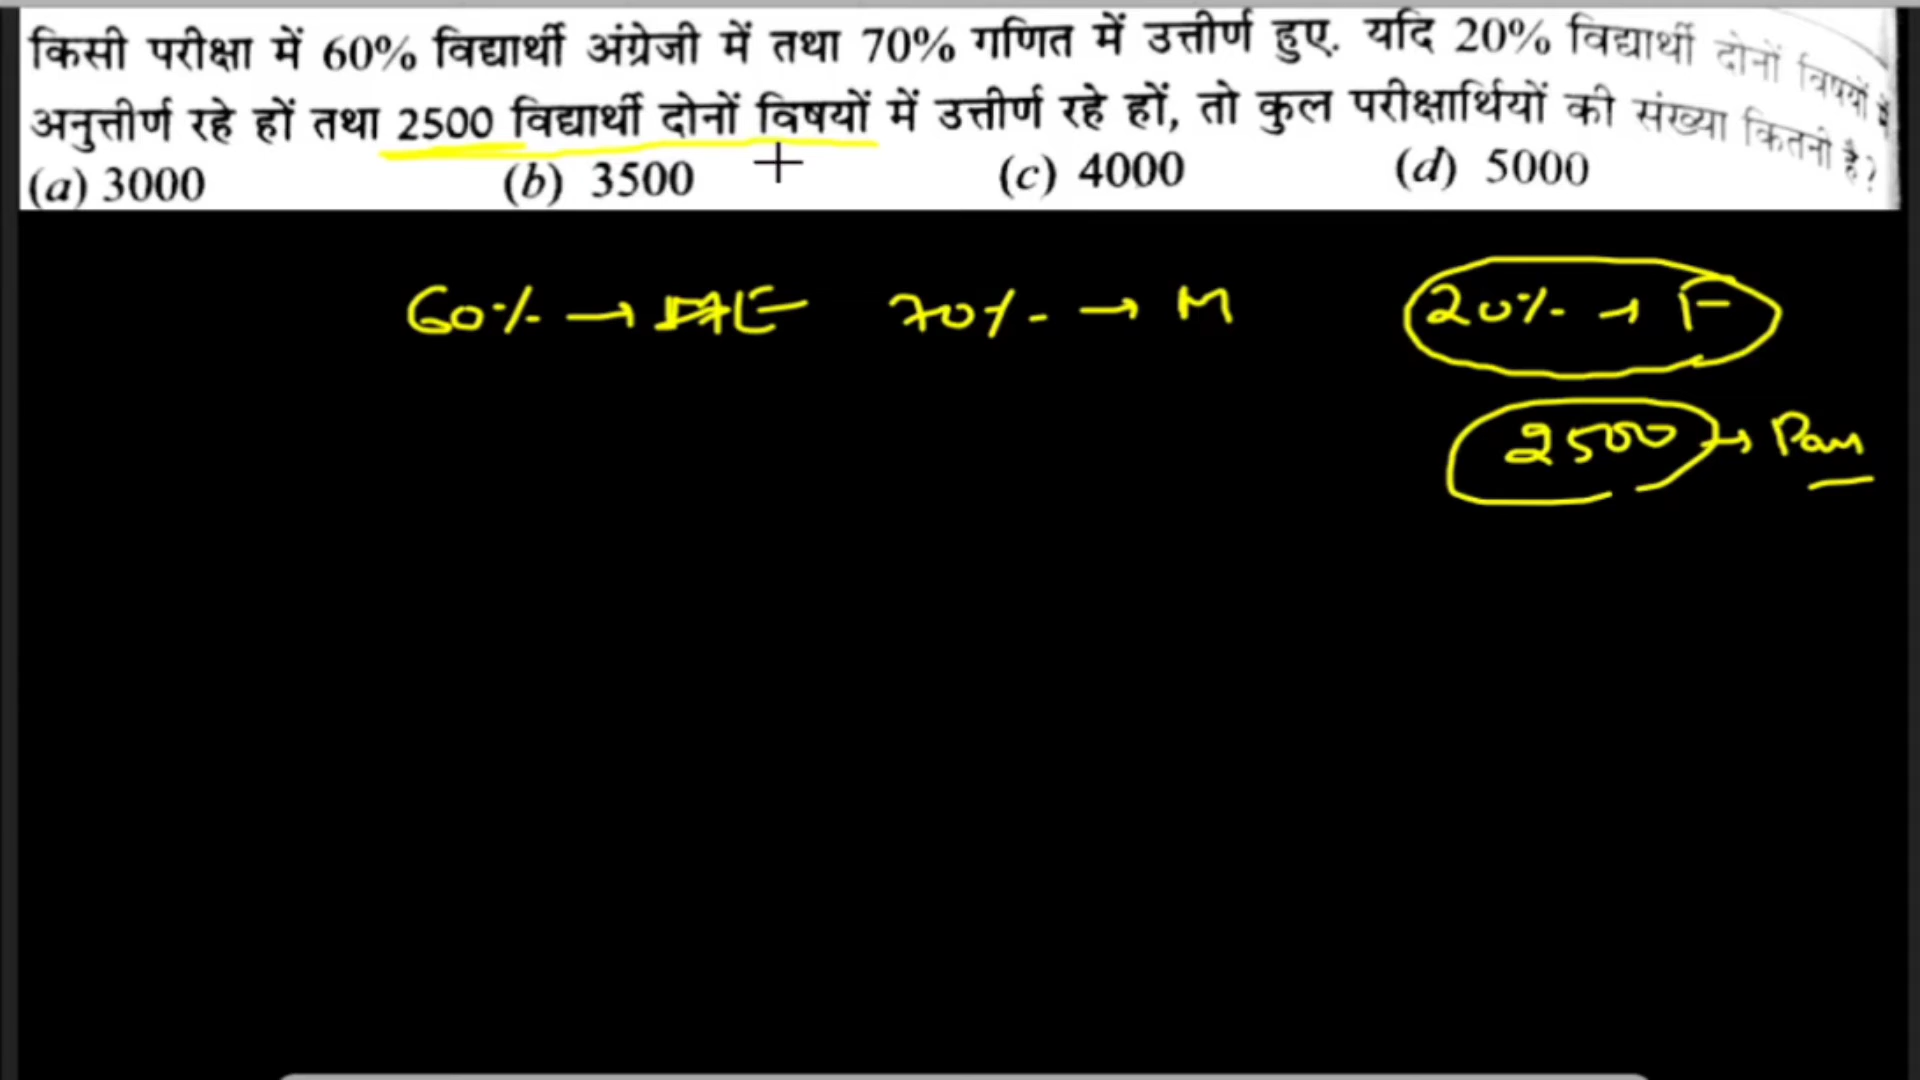 किसी परीक्षा में 60% विद्यार्थी अंग्रेजी में तथा 70% गणित में उत्तीर्ण हुए. यदि 20% विद्यार्थी दोनों विषयों में
अनुत्तीर्ण रहे हों तथा 2500 विद्यार्थी दोनों विषयों में उत्तीर्ण रहे हों, तो कुल परीक्षार्थियों की संख्या कितनी है?
(a) 3000 (b) 3500 (c) 4000 (d) 5000
60% → E 70% → M 20% → F
2500 → Pass